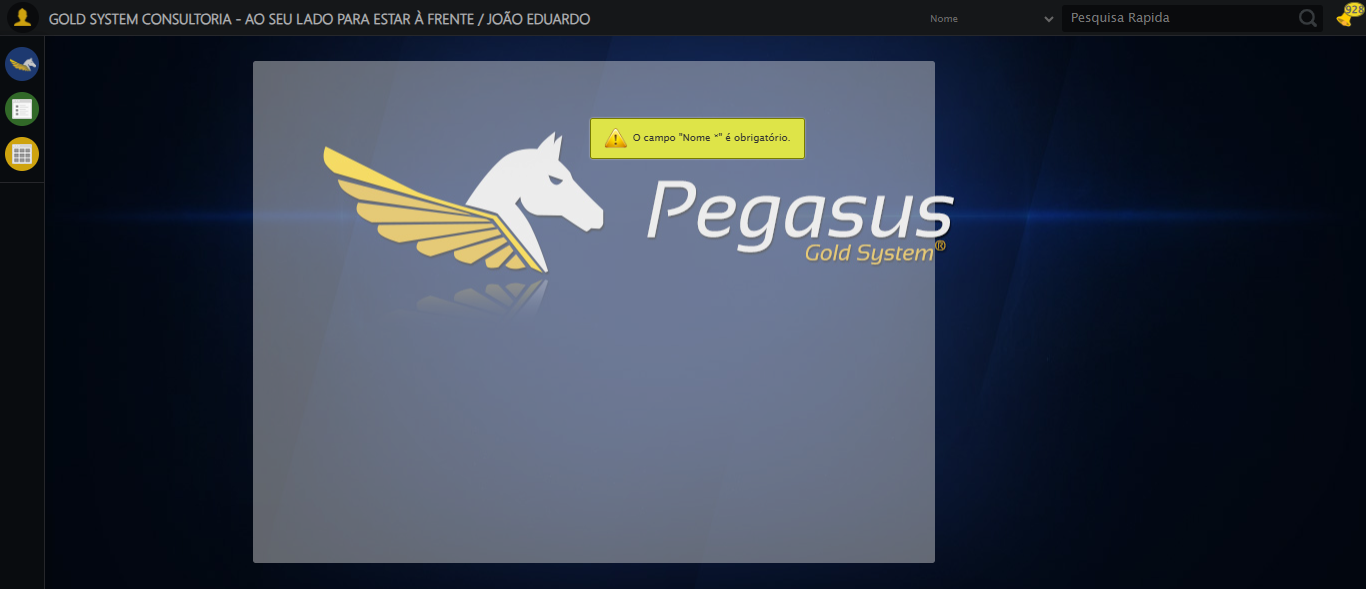 GOLD SYSTEM CONSULTORIA - AO SEU LADO PARA ESTAR À FRENTE / JOÃO EDUARDO
Nome
Pesquisa Rapida
928
O campo "Nome *" é obrigatório.
Pegasus
Gold System®